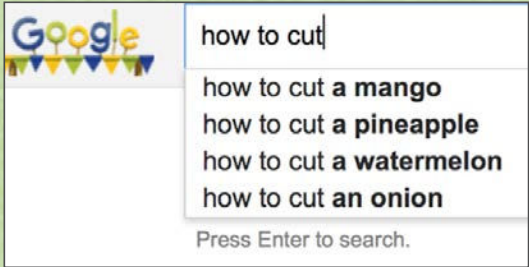 Google
how to cut
how to cut a mango
how to cut a pineapple
how to cut a watermelon
how to cut an onion
Press Enter to search.